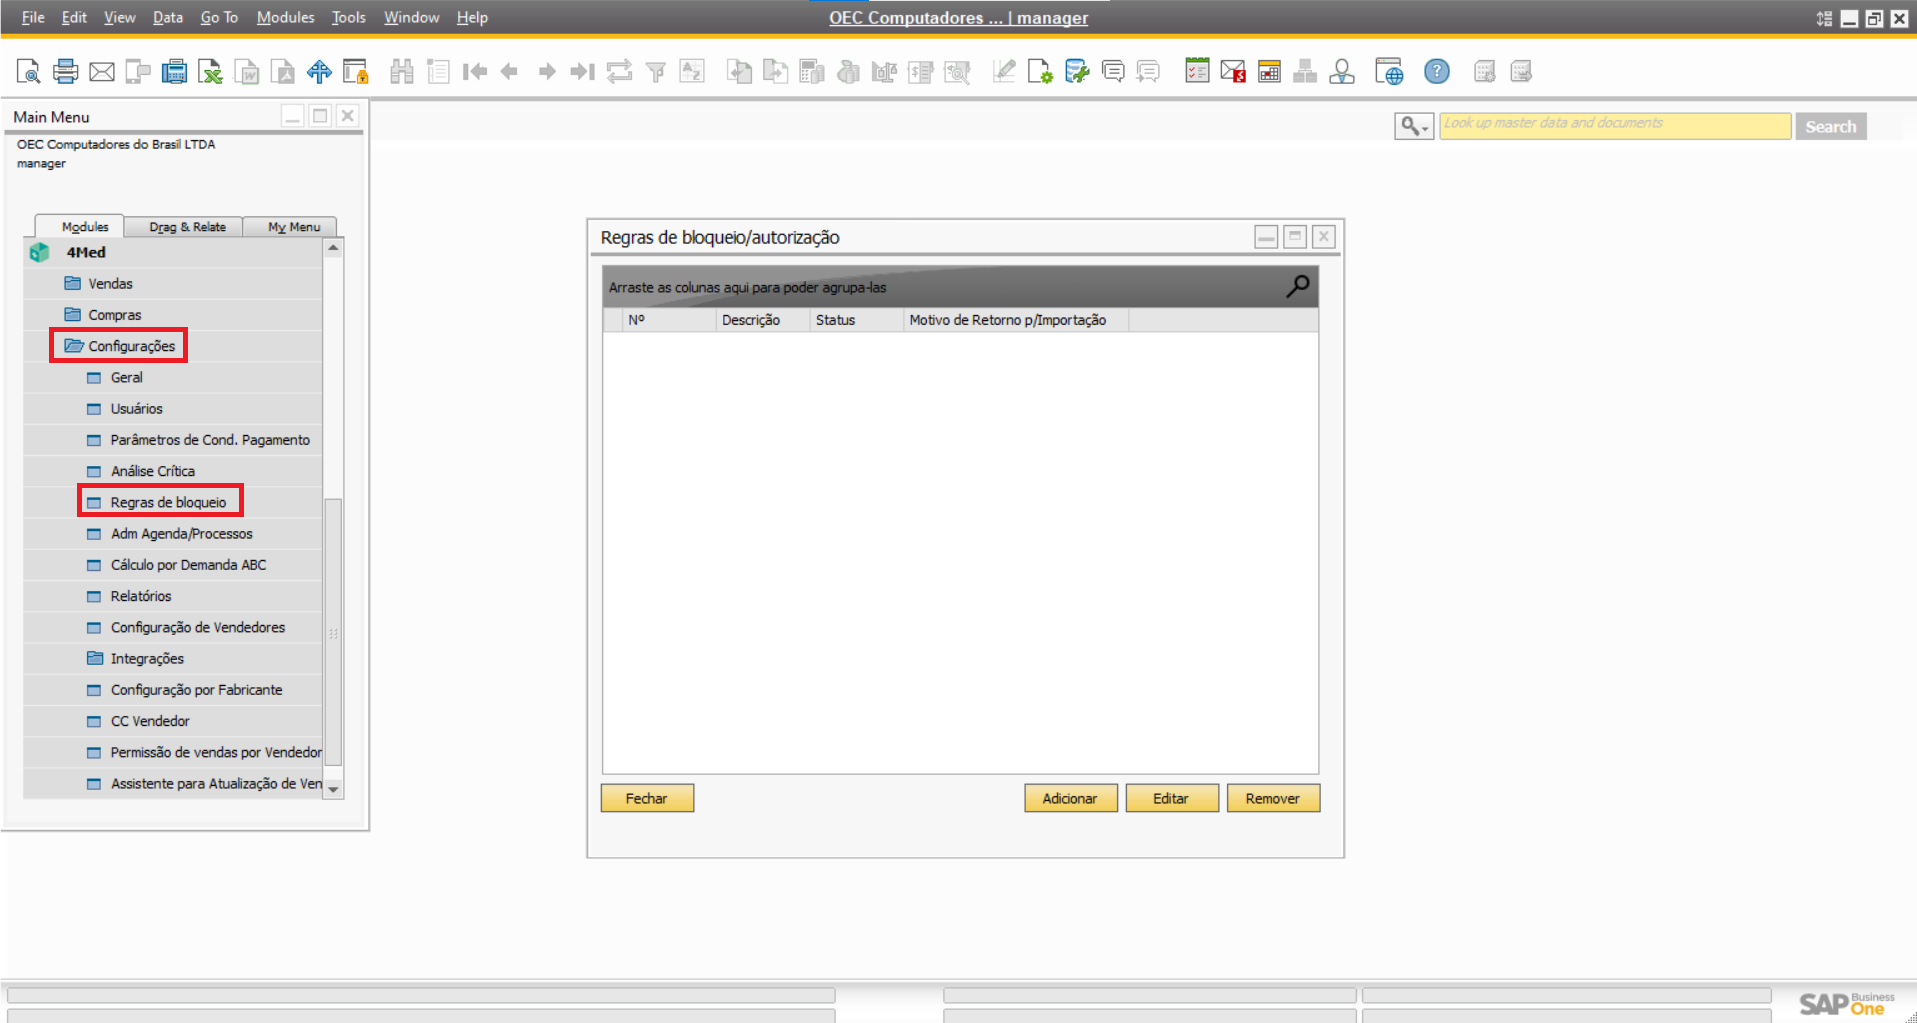 File Edit View Data Go To Modules Tools Window Help
OEC Computadores ... | manager
Main Menu
OEC Computadores do Brasil LTDA
manager
Look up master data and documents
Search
Modules Drag & Relate My Menu
4Med
Vendas
Compras
Configurações
Geral
Usuários
Parâmetros de Cond. Pagamento
Análise Crítica
Regras de bloqueio
Adm Agenda/Processos
Cálculo por Demanda ABC
Relatórios
Configuração de Vendedores
Integrações
Configuração por Fabricante
CC Vendedor
Permissão de vendas por Vendedor
Assistente para Atualização de Ven
Regras de bloqueio/autorização
Arraste as colunas aqui para poder agrupa-las
Nº Descrição Status Motivo de Retorno p/Importação
Fechar Adicionar Editar Remover
SAP Business One